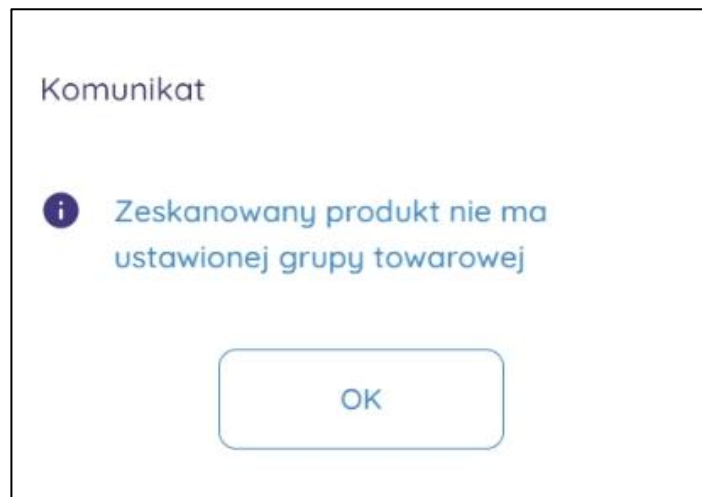 Komunikat
Zeskanowany produkt nie ma
ustawionej grupy towarowej
OK